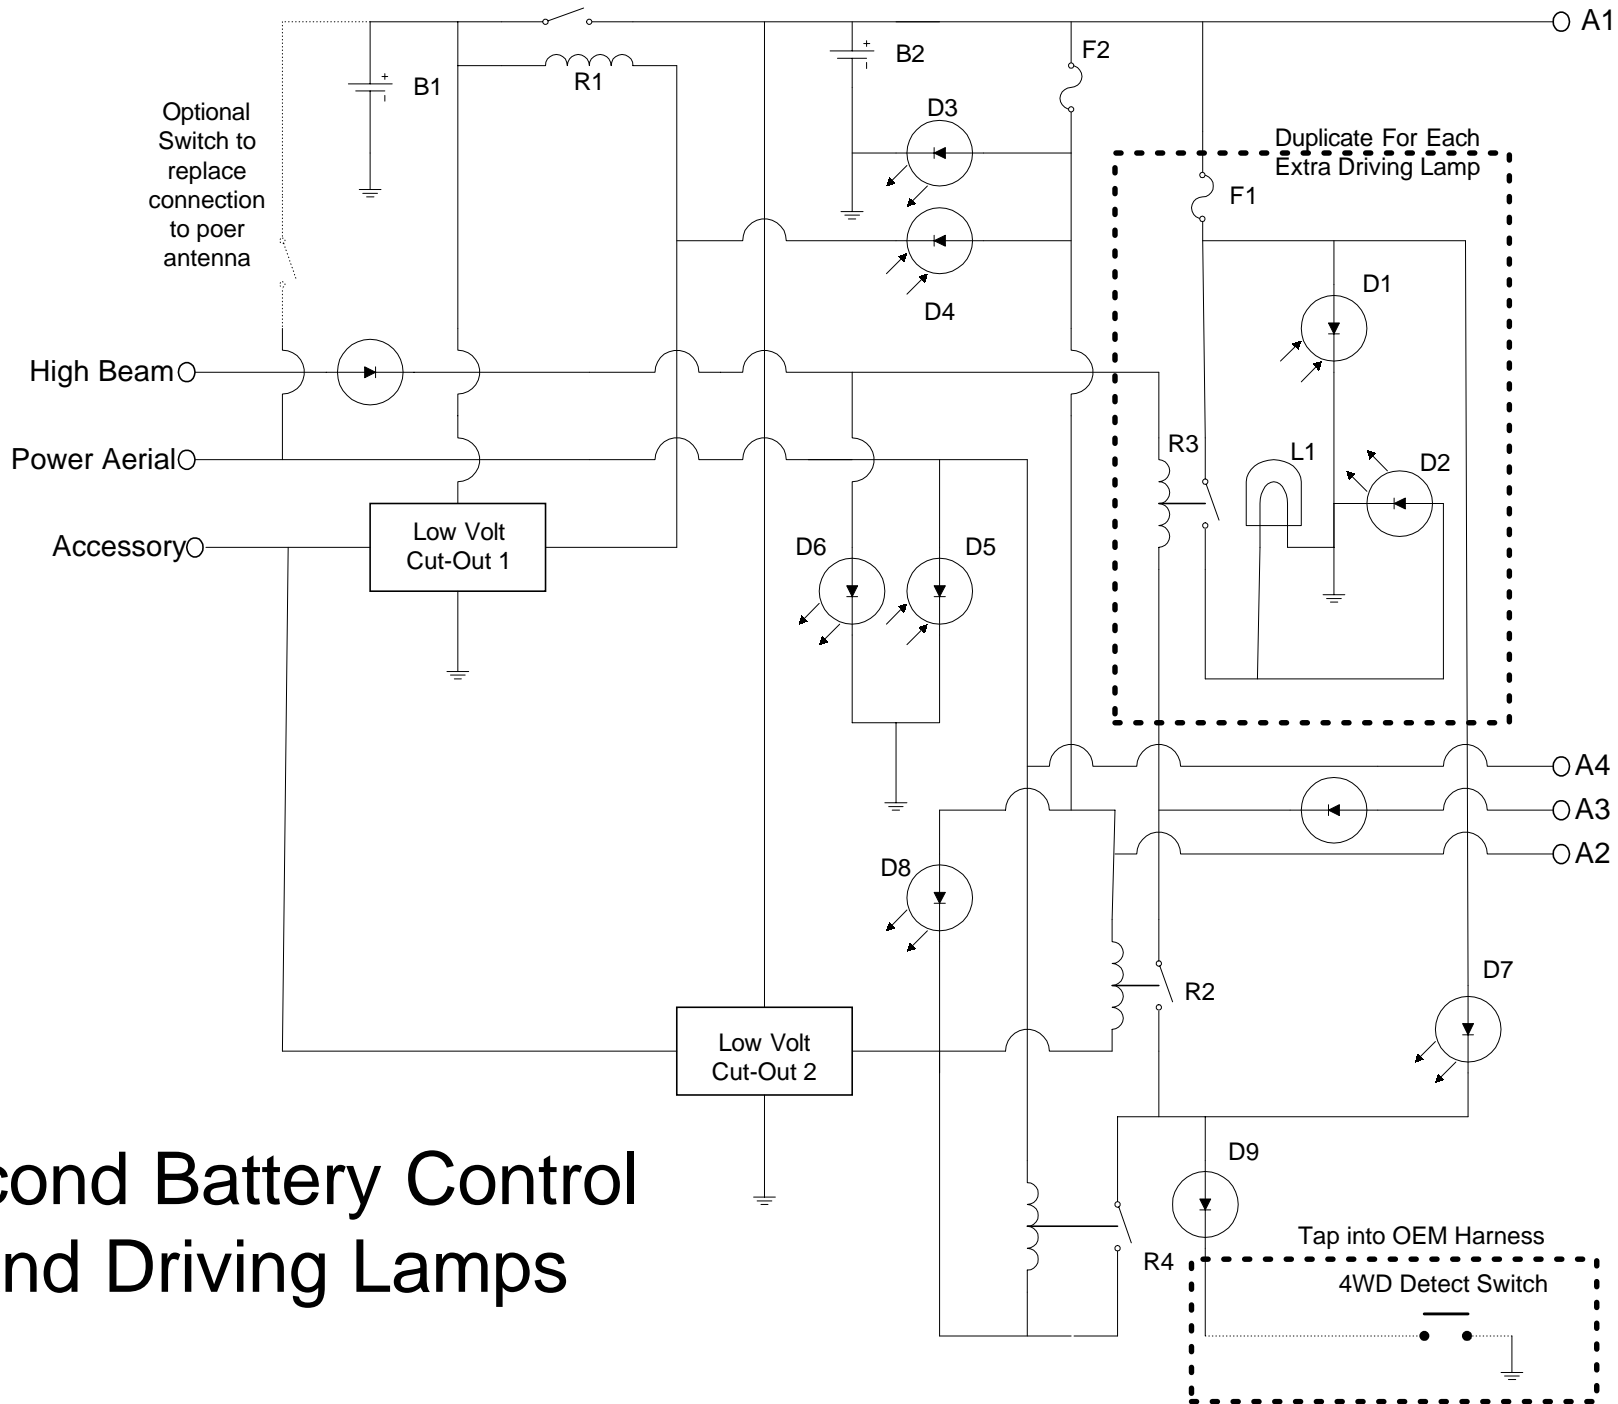 A1
B1
R1
B2
F2
D3
D4
Optional
Switch to
replace
connection
to poer
antenna
Duplicate For Each
Extra Driving Lamp
F1
D1
High Beam
R3
L1
D2
Power Aerial
Accessory
Low Volt
Cut-Out 1
D6
D5
A4
A3
A2
D8
R2
D7
Low Volt
Cut-Out 2
D9
R4
Tap into OEM Harness
4WD Detect Switch
cond Battery Control
nd Driving Lamps